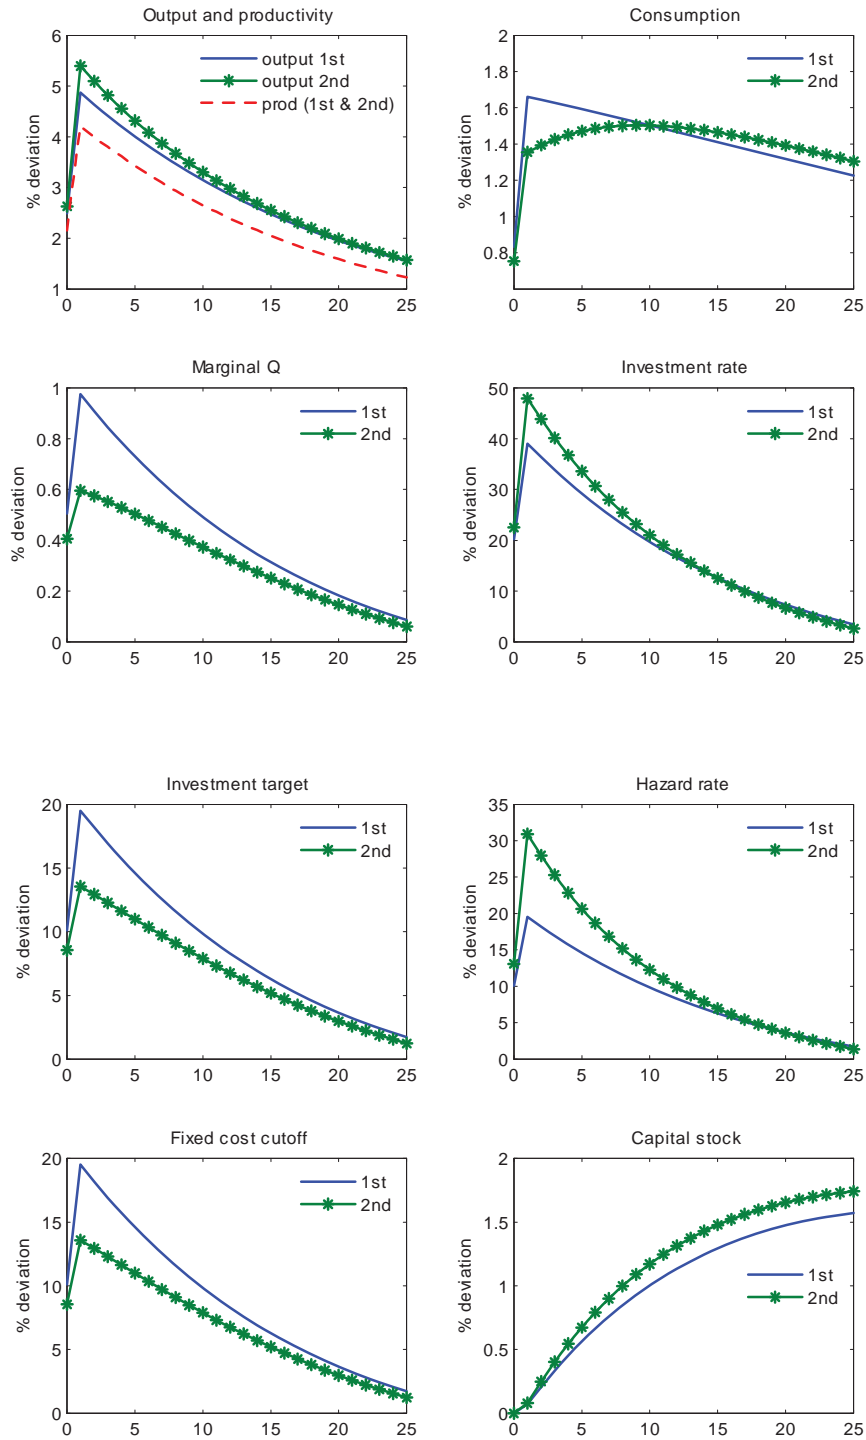 Output and productivity
6
5
4
3
2
1
% deviation
output 1st
output 2nd
prod (1st & 2nd)
0 5 10 15 20 25
Consumption
2
1.8
1.6
1.4
1.2
1
0.8
% deviation
1st
2nd
0 5 10 15 20 25
Marginal Q
1
0.8
0.6
0.4
0.2
0
% deviation
1st
2nd
0 5 10 15 20 25
Investment rate
50
40
30
20
10
0
% deviation
1st
2nd
0 5 10 15 20 25
Investment target
20
15
10
5
0
% deviation
1st
2nd
0 5 10 15 20 25
Hazard rate
35
30
25
20
15
10
5
0
% deviation
1st
2nd
0 5 10 15 20 25
Fixed cost cutoff
20
15
10
5
0
% deviation
1st
2nd
0 5 10 15 20 25
Capital stock
2
1.5
1
0.5
0
% deviation
1st
2nd
0 5 10 15 20 25